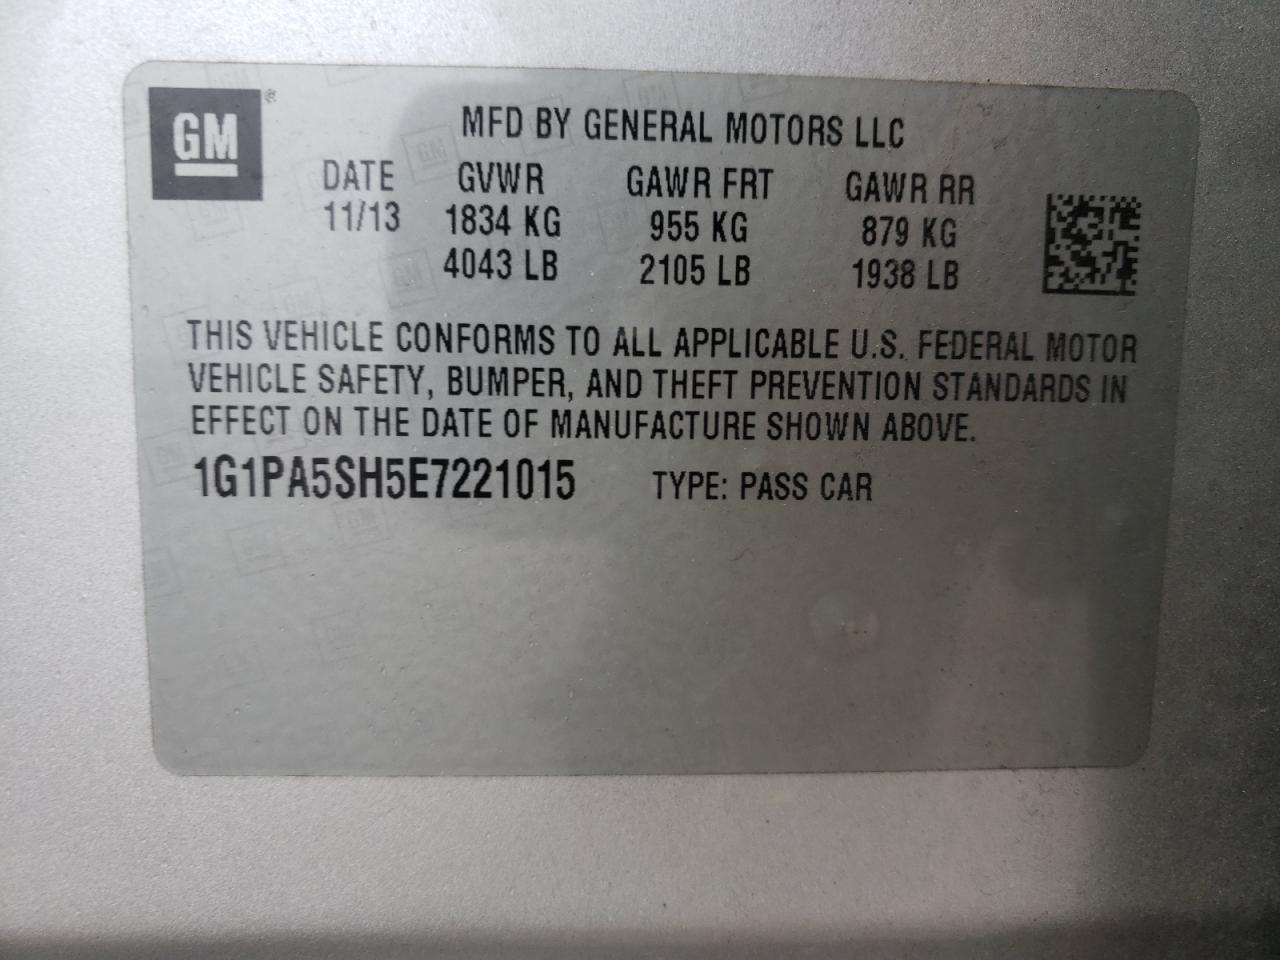 GM ®
MFD BY GENERAL MOTORS LLC
DATE GVWR GAWR FRT GAWR RR
11/13 1834 KG 955 KG 879 KG
4043 LB 2105 LB 1938 LB
THIS VEHICLE CONFORMS TO ALL APPLICABLE U.S. FEDERAL MOTOR
VEHICLE SAFETY, BUMPER, AND THEFT PREVENTION STANDARDS IN
EFFECT ON THE DATE OF MANUFACTURE SHOWN ABOVE.
1G1PA5SH5E7221015 TYPE: PASS CAR